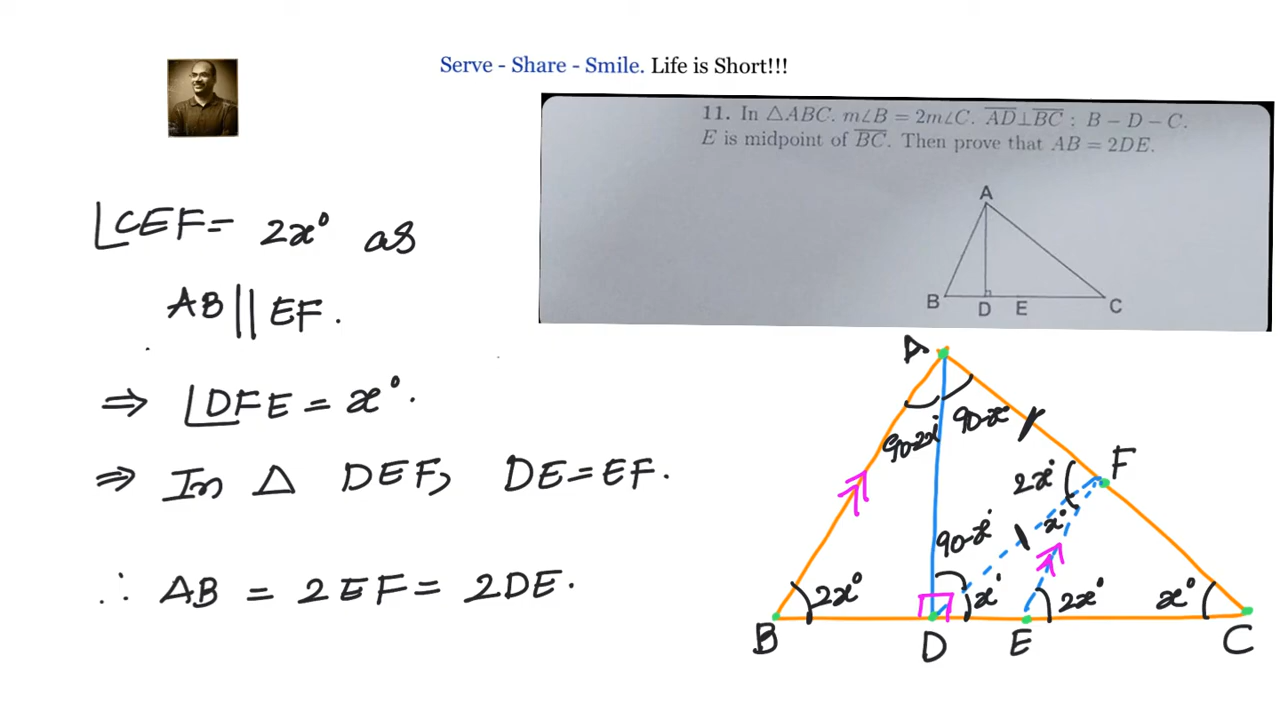 Serve - Share - Smile. Life is Short!!!
11. In △ABC. m∠B = 2m∠C. AD⊥BC : B − D − C.
E is midpoint of BC. Then prove that AB = 2DE.
A
B D E C
∠CEF = 2x° as
AB || EF.
⇒ ∠DFE = x°.
⇒ In △ DEF, DE = EF.
∴ AB = 2EF = 2DE.
A
90-2x° 90-x°
F
2x°
x°
90-x°
2x° x° 2x° x°
B D E C